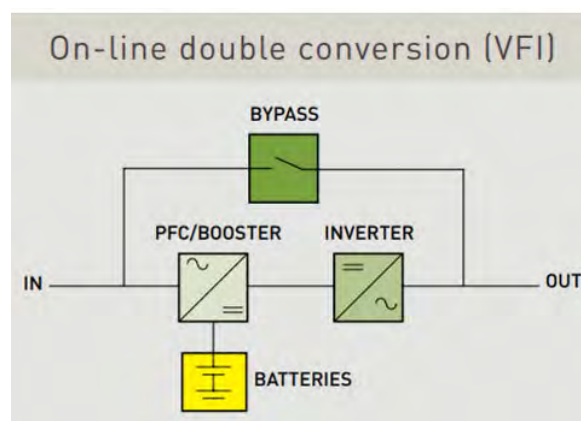 On-line double conversion (VFI)
BYPASS
PFC/BOOSTER INVERTER
IN OUT
BATTERIES